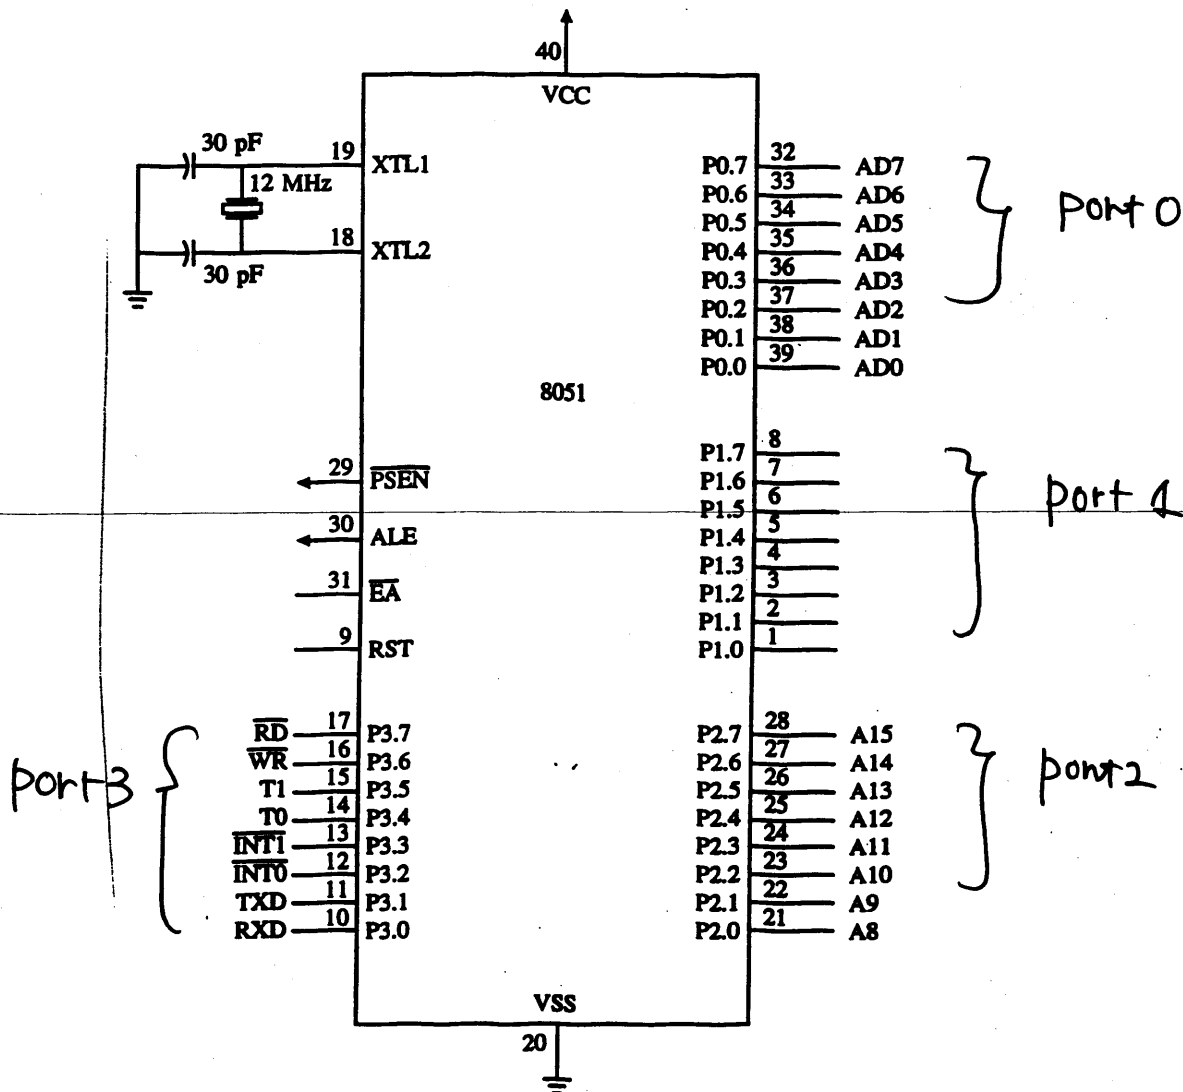 40
VCC
30 pF
19 XTL1
12 MHz
18 XTL2
30 pF
P0.7 32 AD7
P0.6 33 AD6
P0.5 34 AD5
P0.4 35 AD4
P0.3 36 AD3
P0.2 37 AD2
P0.1 38 AD1
P0.0 39 AD0
port 0
8051
29 PSEN
30 ALE
31 EA
9 RST
P1.7 8
P1.6 7
P1.5 6
P1.4 5
P1.3 4
P1.2 3
P1.1 2
P1.0 1
port 1
RD 17 P3.7
WR 16 P3.6
T1 15 P3.5
T0 14 P3.4
INT1 13 P3.3
INT0 12 P3.2
TXD 11 P3.1
RXD 10 P3.0
port3
P2.7 28 A15
P2.6 27 A14
P2.5 26 A13
P2.4 25 A12
P2.3 24 A11
P2.2 23 A10
P2.1 22 A9
P2.0 21 A8
port2
VSS
20